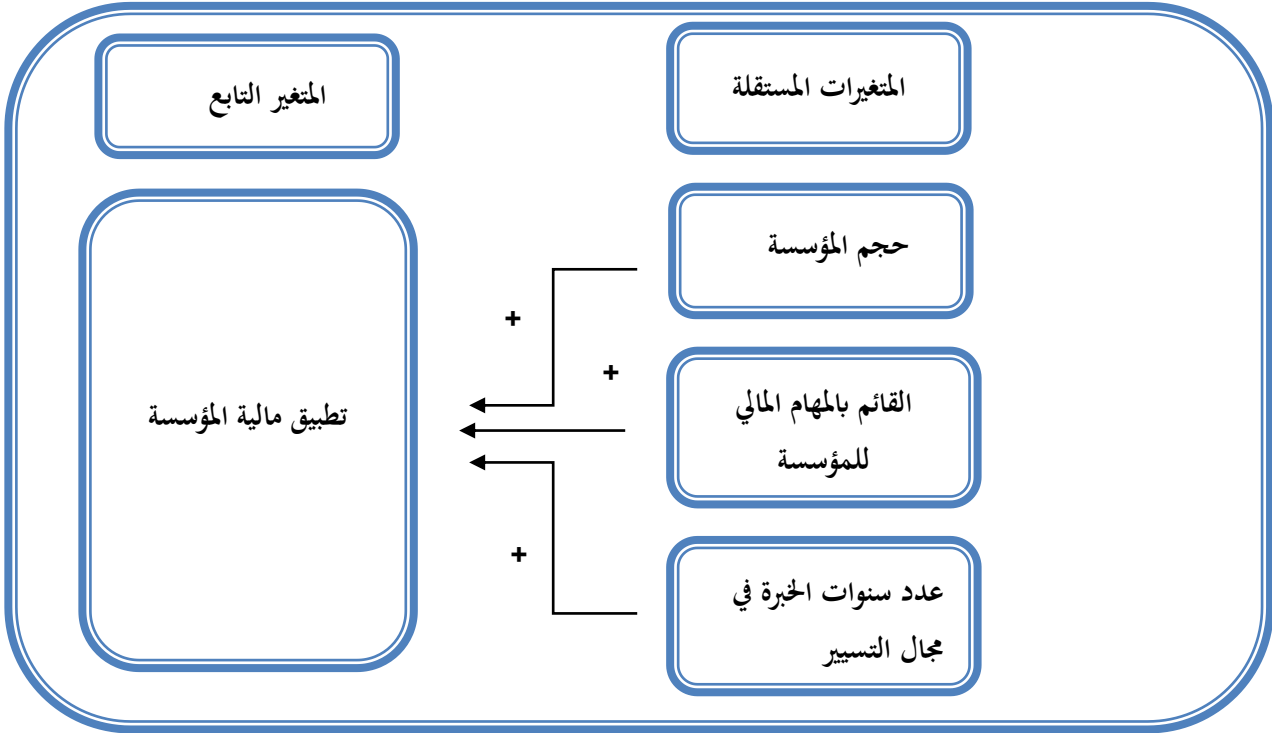 المتغيرات المستقلة
المتغير التابع
حجم المؤسسة
+
+
القائم بالمهام المالي
للمؤسسة
تطبيق مالية المؤسسة
+
عدد سنوات الخبرة في
مجال التسيير